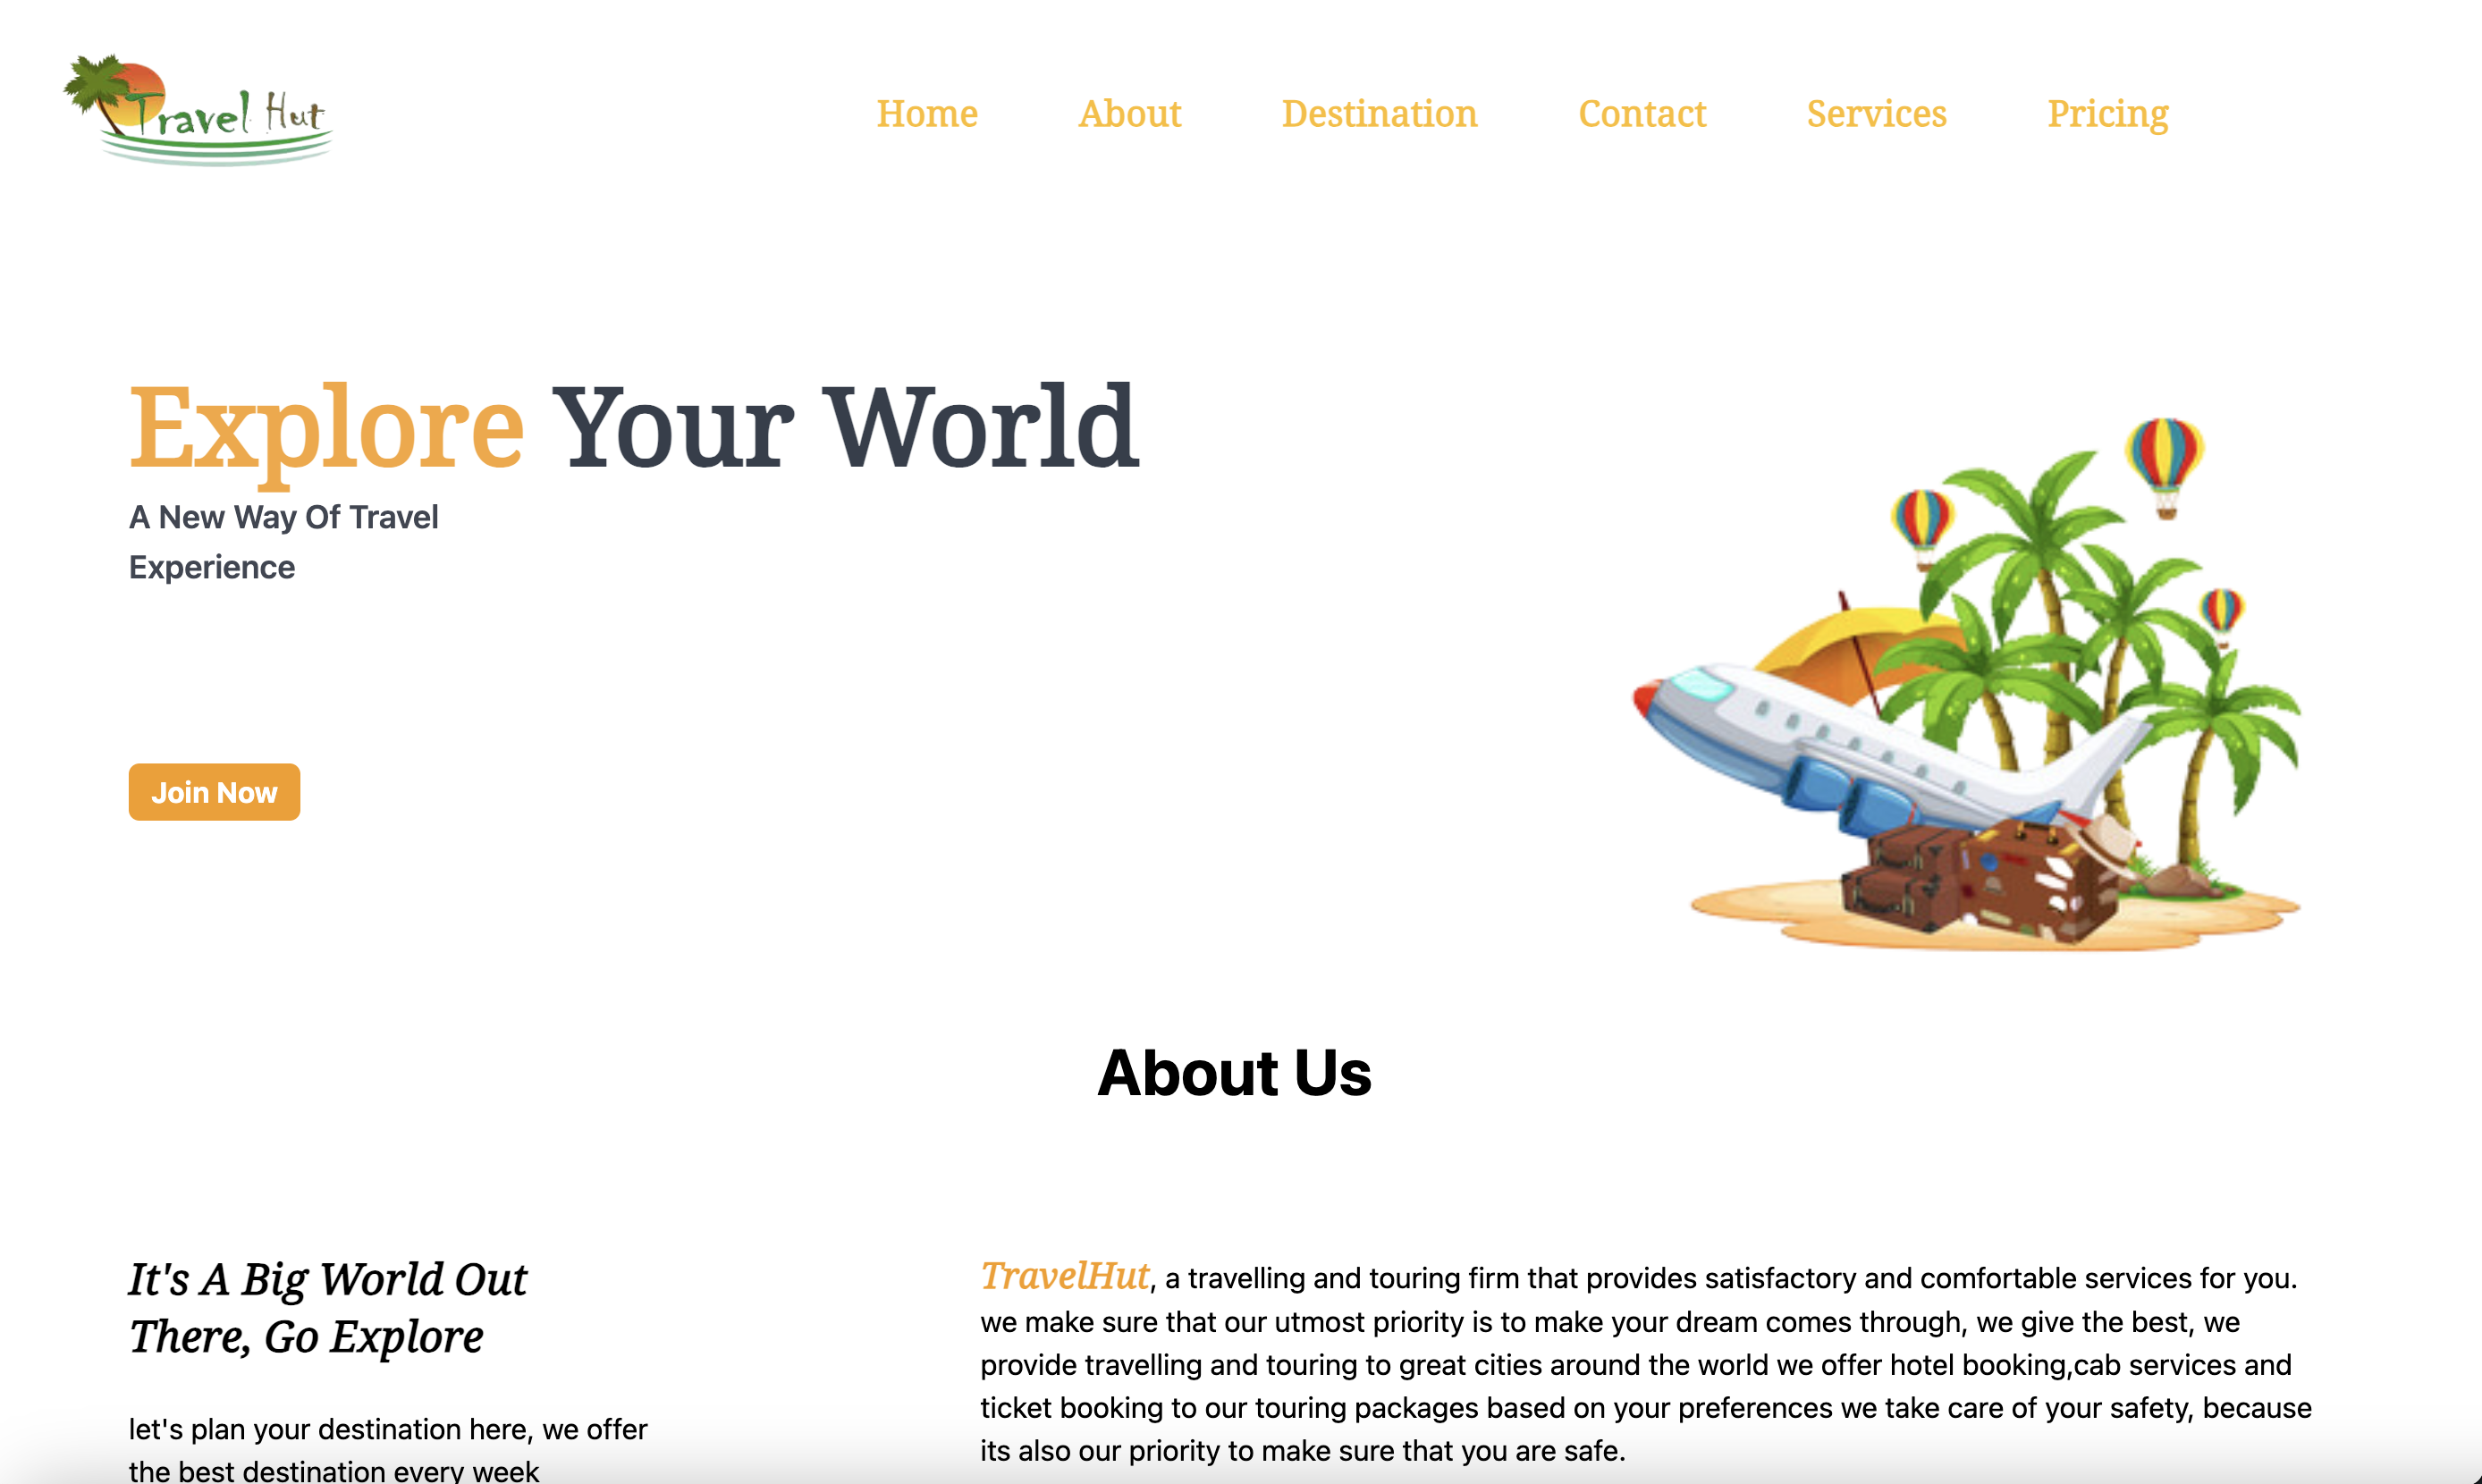 Travel Hut
Home
About
Destination
Contact
Services
Pricing
Explore Your World
A New Way Of Travel
Experience
Join Now
About Us
It's A Big World Out
There, Go Explore
let's plan your destination here, we offer
the best destination every week
TravelHut, a travelling and touring firm that provides satisfactory and comfortable services for you.
we make sure that our utmost priority is to make your dream comes through, we give the best, we
provide travelling and touring to great cities around the world we offer hotel booking,cab services and
ticket booking to our touring packages based on your preferences we take care of your safety, because
its also our priority to make sure that you are safe.